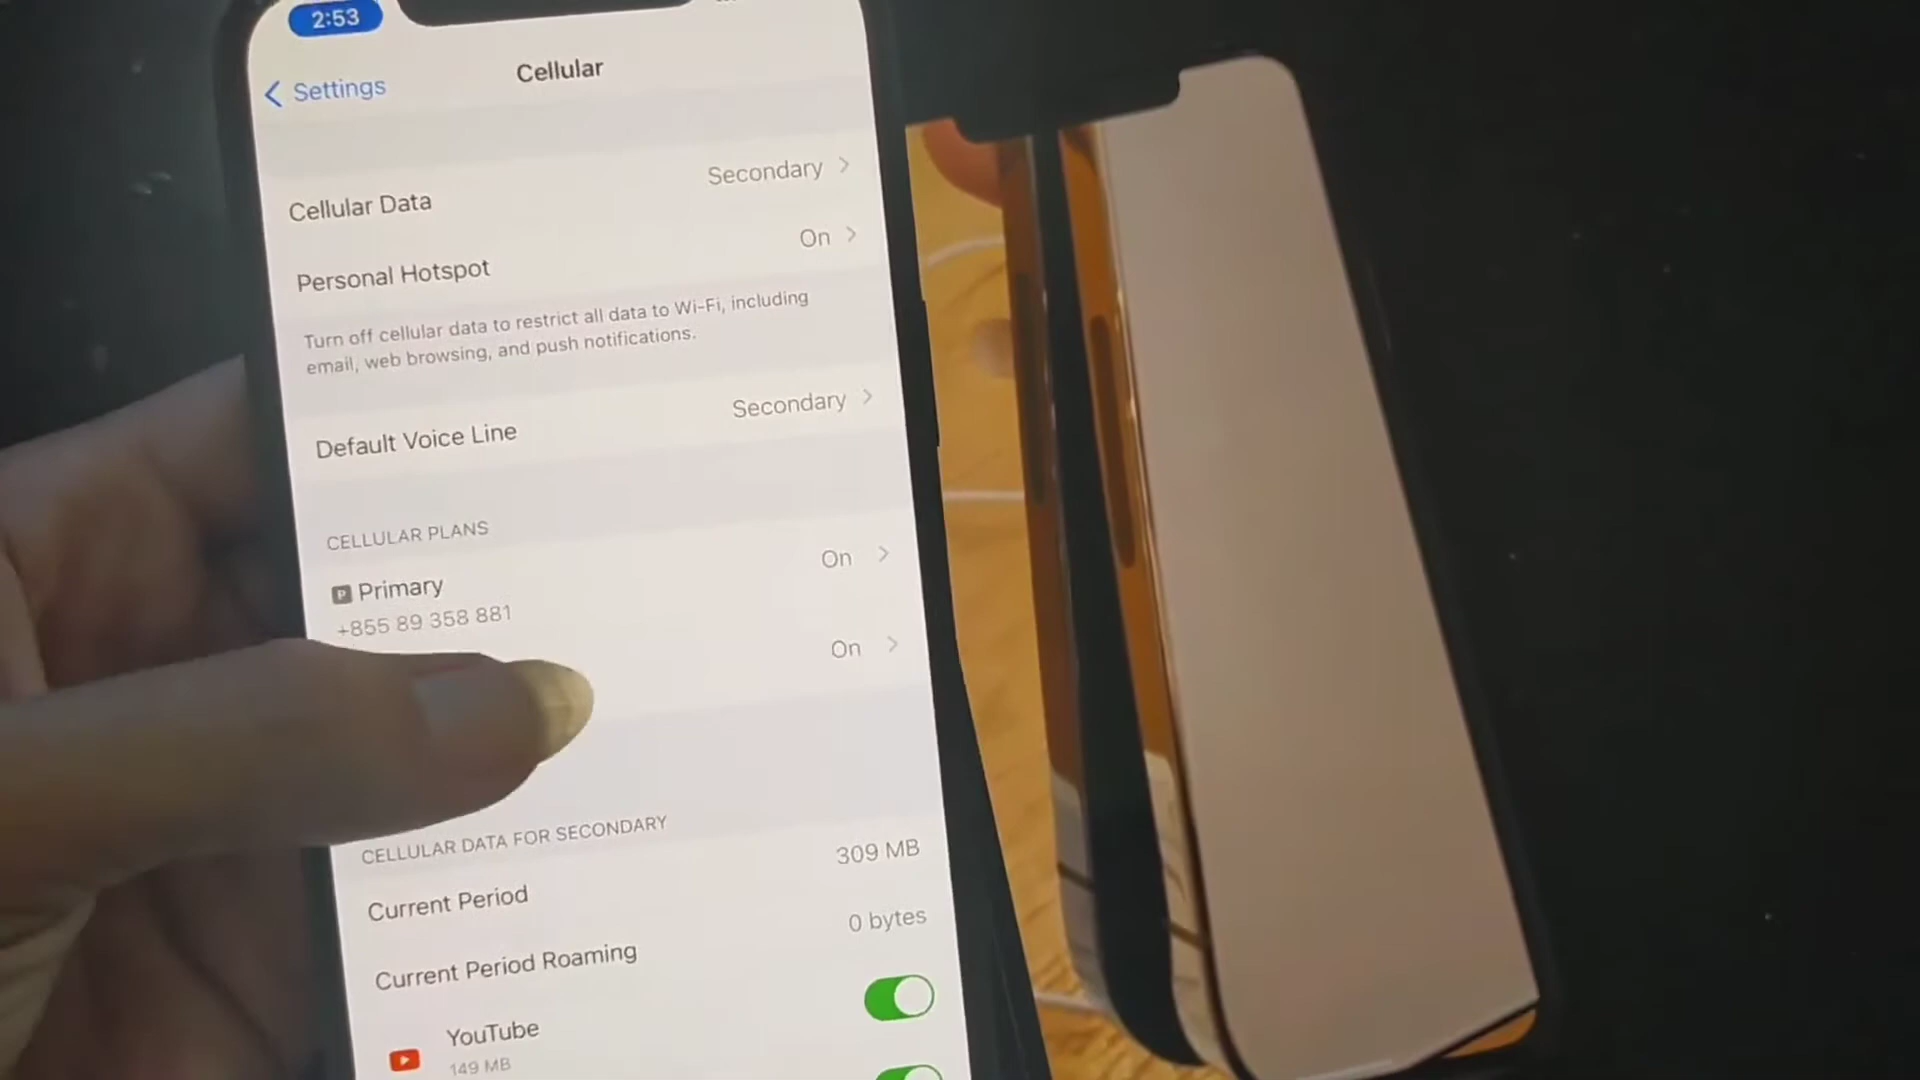 2:53
Settings
Cellular
Cellular Data
Secondary
Personal Hotspot
On
Turn off cellular data to restrict all data to Wi-Fi, including
email, web browsing, and push notifications.
Default Voice Line
Secondary
CELLULAR PLANS
P Primary
On
+855 89 358 881
On
CELLULAR DATA FOR SECONDARY
Current Period
309 MB
Current Period Roaming
0 bytes
YouTube
149 MB